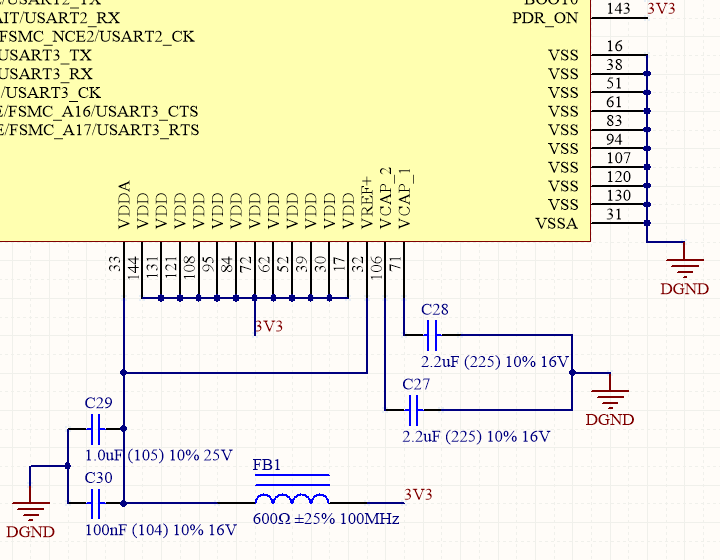 AIT/USART2_RX
FSMC_NCE2/USART2_CK
USART3_TX
USART3_RX
/USART3_CK
E/FSMC_A16/USART3_CTS
E/FSMC_A17/USART3_RTS
PDR_ON 143 3V3
VSS 16
VSS 38
VSS 51
VSS 61
VSS 83
VSS 94
VSS 107
VSS 120
VSS 130
VSSA 31
DGND
VDDA 33
VDD 144
VDD 131
VDD 121
VDD 108
VDD 95
VDD 84
VDD 72
VDD 62
VDD 52
VDD 39
VDD 30
VDD 17
VREF+ 32
VCAP_2 106
VCAP_1 71
3V3
C28
2.2uF (225) 10% 16V
C27
2.2uF (225) 10% 16V
DGND
C29
1.0uF (105) 10% 25V
C30
100nF (104) 10% 16V
DGND
FB1
600Ω ±25% 100MHz
3V3